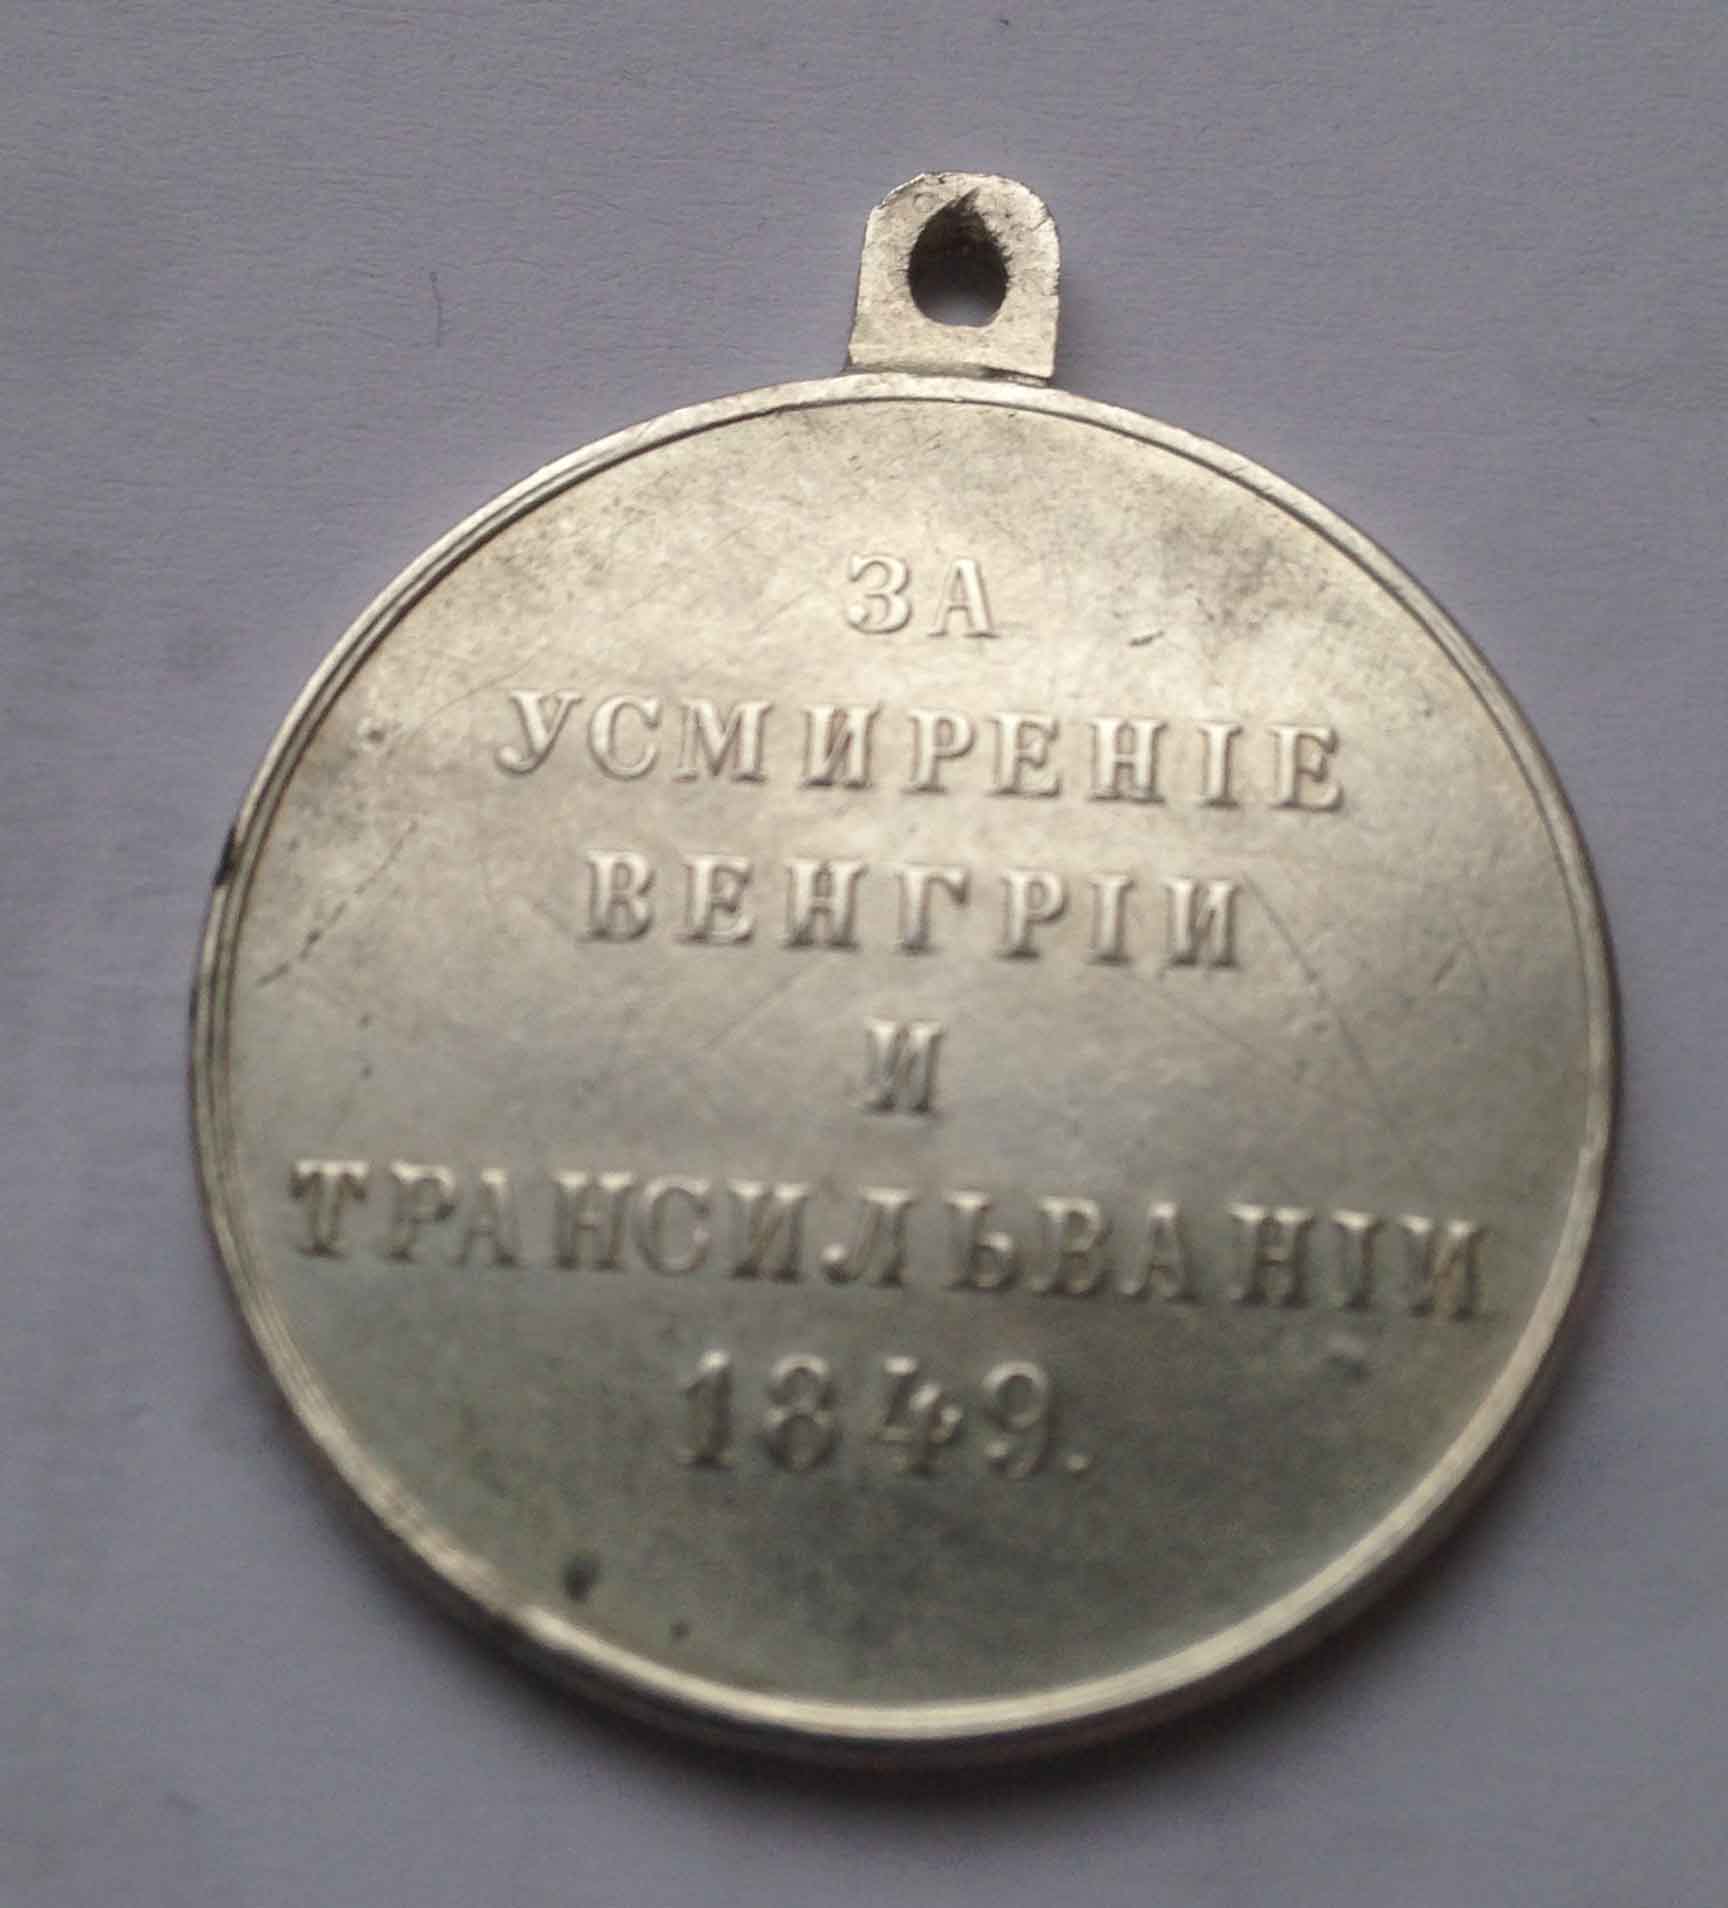 ЗА
УСМИРЕНІЕ
ВЕНГРІИ
И
ТРАНСИЛЬВАНІИ
1849.